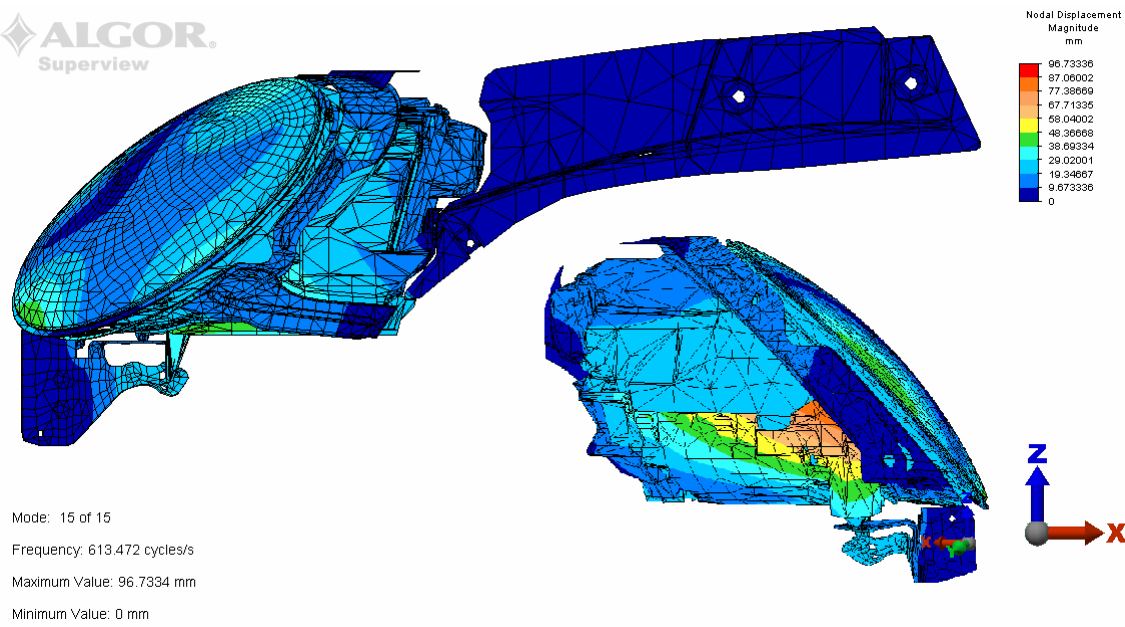 ALGOR®
Superview
Nodal Displacement
Magnitude
mm
96.73336
87.06002
77.38669
67.71335
58.04002
48.36668
38.69334
29.02001
19.34667
9.673336
0
Z
X
Mode: 15 of 15
Frequency: 613.472 cycles/s
Maximum Value: 96.7334 mm
Minimum Value: 0 mm